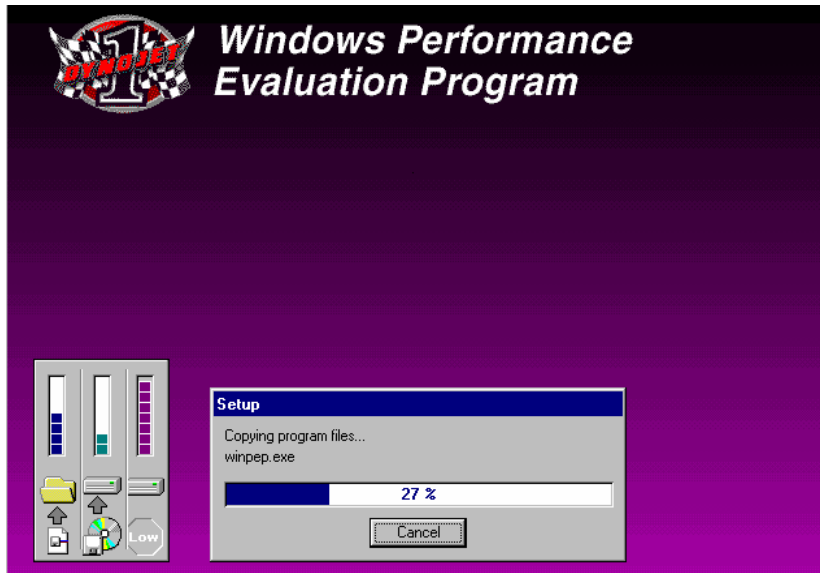 1
DYNOJET
Windows Performance
Evaluation Program
Setup
Copying program files...
winpep.exe
27 %
Cancel
Low